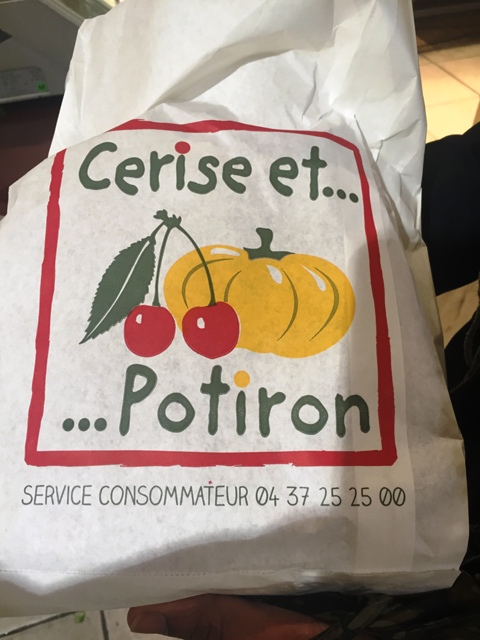 Cerise et...
...Potiron
SERVICE CONSOMMATEUR 04 37 25 25 00